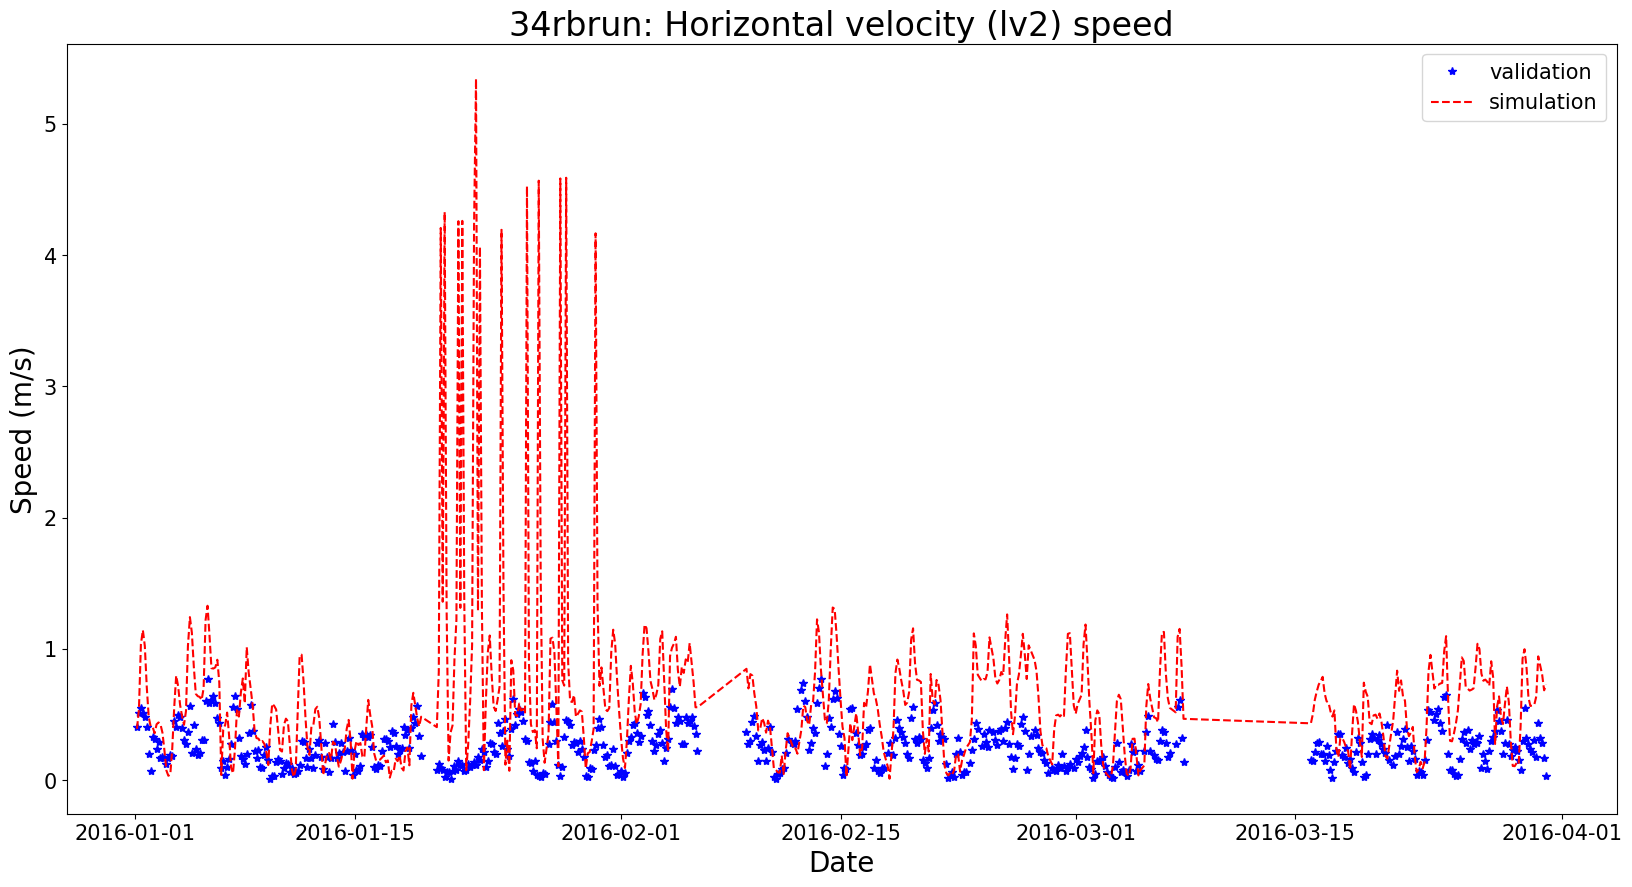 34rbrun: Horizontal velocity (lv2) speed
validation
simulation
Speed (m/s)
5
4
3
2
1
0
2016-01-01 2016-01-15 2016-02-01 2016-02-15 2016-03-01 2016-03-15 2016-04-01
Date